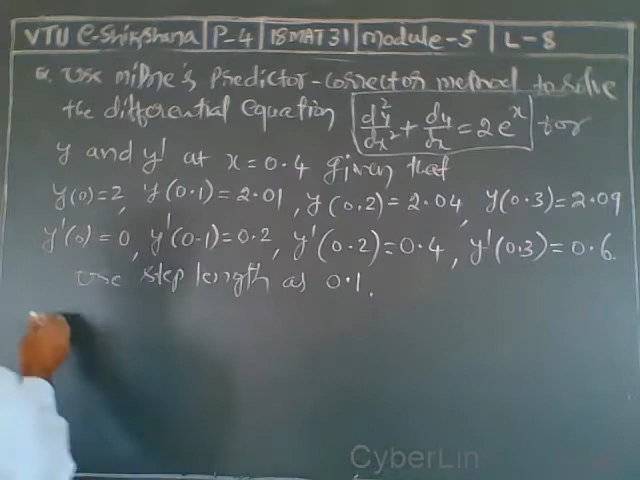 VTU e-Shikshana P-4 18MAT31 Module-5 L-8
Q. Use milne's Predictor-corrector method to solve
the differential equation d²y/dx² + dy/dx = 2e^x for
y and y' at x=0.4 given that
y(0)=2, y(0.1)=2.01, y(0.2)=2.04, y(0.3)=2.09
y'(0)=0, y'(0.1)=0.2, y'(0.2)=0.4, y'(0.3)=0.6.
use step length as 0.1.
CyberLin